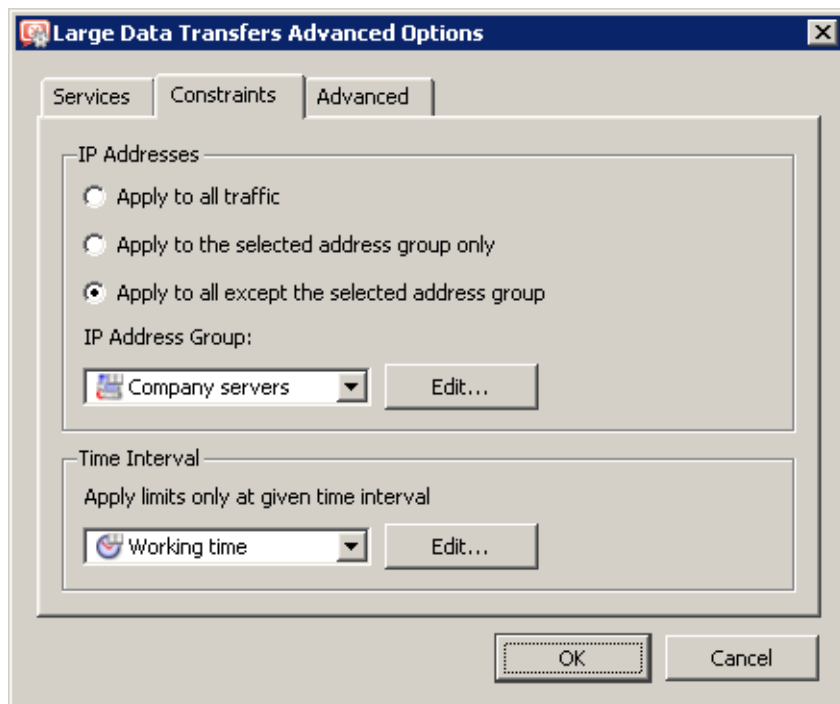 Large Data Transfers Advanced Options
Services Constraints Advanced
IP Addresses
Apply to all traffic
Apply to the selected address group only
Apply to all except the selected address group
IP Address Group:
Company servers Edit...
Time Interval
Apply limits only at given time interval
Working time Edit...
OK Cancel